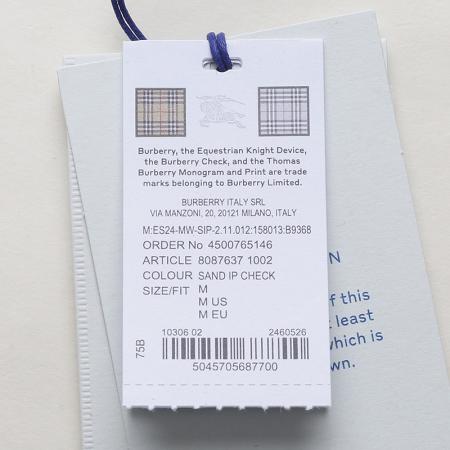 Burberry, the Equestrian Knight Device,
the Burberry Check, and the Thomas
Burberry Monogram and Print are trade
marks belonging to Burberry Limited.
BURBERRY ITALY SRL
VIA MANZONI, 20, 20121 MILANO, ITALY
M:ES24-MW-SIP-2.11.012:158013:B9368
ORDER No 4500765146
ARTICLE 8087637 1002
COLOUR SAND IP CHECK
SIZE/FIT M
M US
M EU
10306 02 2460526
75B
5045705687700
N
f this
least
which is
wn.